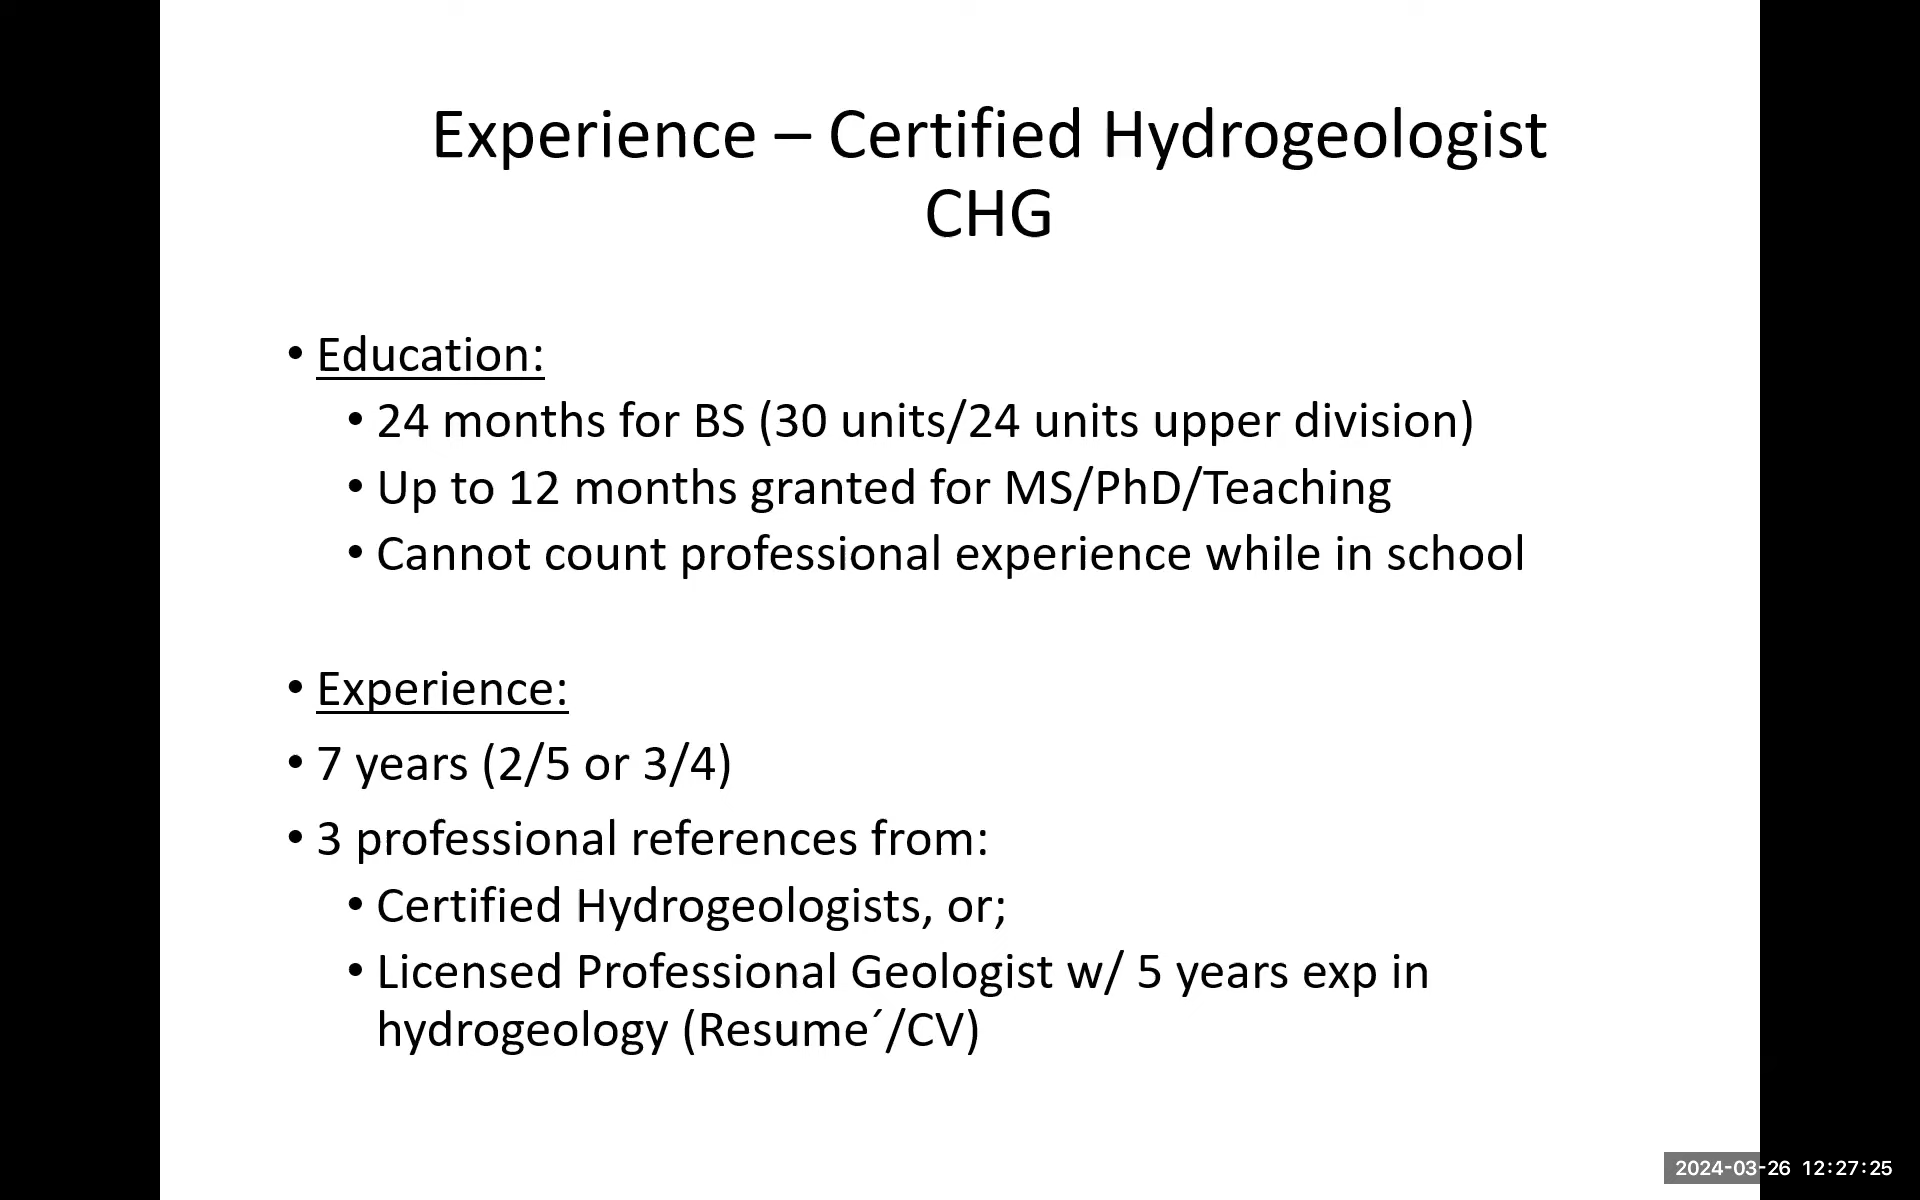 Experience – Certified Hydrogeologist
CHG
• Education:
• 24 months for BS (30 units/24 units upper division)
• Up to 12 months granted for MS/PhD/Teaching
• Cannot count professional experience while in school
• Experience:
• 7 years (2/5 or 3/4)
• 3 professional references from:
• Certified Hydrogeologists, or;
• Licensed Professional Geologist w/ 5 years exp in
hydrogeology (Resume´/CV)
2024-03-26 12:27:25